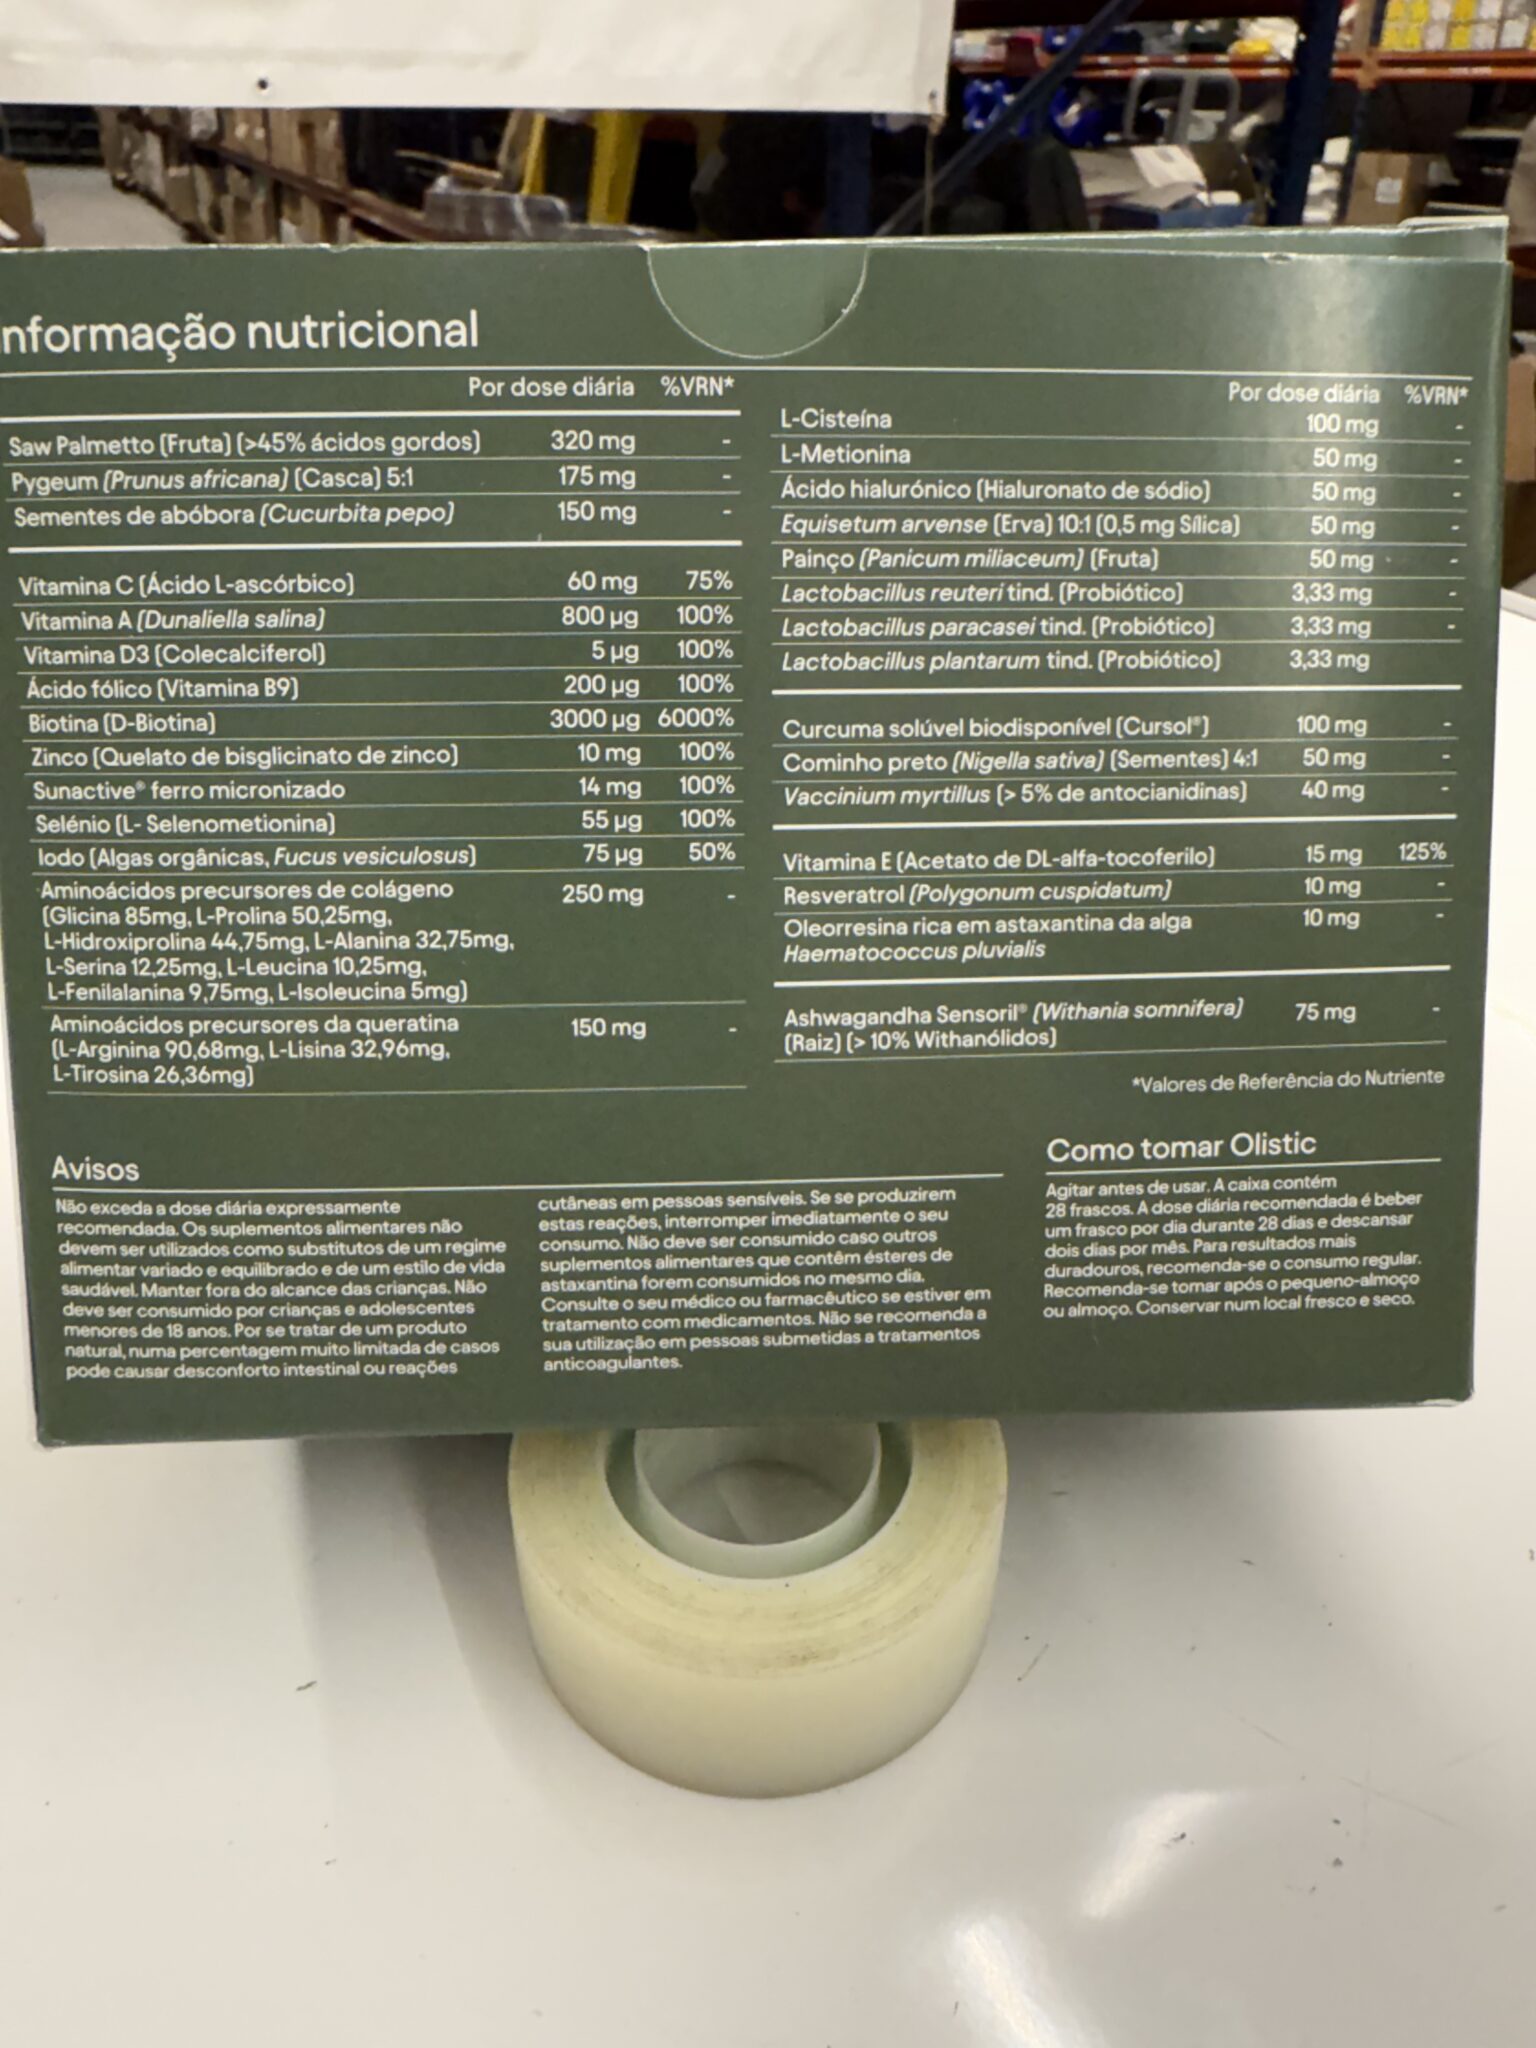 nformação nutricional
Por dose diária %VRN*
Saw Palmetto (Fruta) (>45% ácidos gordos) 320 mg -
Pygeum (Prunus africana) (Casca) 5:1 175 mg -
Sementes de abóbora (Cucurbita pepo) 150 mg -
Vitamina C (Ácido L-ascórbico) 60 mg 75%
Vitamina A (Dunaliella salina) 800 µg 100%
Vitamina D3 (Colecalciferol) 5 µg 100%
Ácido fólico (Vitamina B9) 200 µg 100%
Biotina (D-Biotina) 3000 µg 6000%
Zinco (Quelato de bisglicinato de zinco) 10 mg 100%
Sunactive® ferro micronizado 14 mg 100%
Selénio (L- Selenometionina) 55 µg 100%
Iodo (Algas orgânicas, Fucus vesiculosus) 75 µg 50%
Aminoácidos precursores de colágeno 250 mg -
(Glicina 85mg, L-Prolina 50,25mg,
L-Hidroxiprolina 44,75mg, L-Alanina 32,75mg,
L-Serina 12,25mg, L-Leucina 10,25mg,
L-Fenilalanina 9,75mg, L-Isoleucina 5mg)
Aminoácidos precursores da queratina 150 mg -
(L-Arginina 90,68mg, L-Lisina 32,96mg,
L-Tirosina 26,36mg)
Por dose diária %VRN*
L-Cisteína 100 mg -
L-Metionina 50 mg -
Ácido hialurónico (Hialuronato de sódio) 50 mg -
Equisetum arvense (Erva) 10:1 (0,5 mg Sílica) 50 mg -
Painço (Panicum miliaceum) (Fruta) 50 mg -
Lactobacillus reuteri tind. (Probiótico) 3,33 mg -
Lactobacillus paracasei tind. (Probiótico) 3,33 mg -
Lactobacillus plantarum tind. (Probiótico) 3,33 mg
Curcuma solúvel biodisponível (Cursol®) 100 mg -
Cominho preto (Nigella sativa) (Sementes) 4:1 50 mg -
Vaccinium myrtillus (> 5% de antocianidinas) 40 mg -
Vitamina E (Acetato de DL-alfa-tocoferilo) 15 mg 125%
Resveratrol (Polygonum cuspidatum) 10 mg -
Oleorresina rica em astaxantina da alga 10 mg -
Haematococcus pluvialis
Ashwagandha Sensoril® (Withania somnifera) 75 mg -
(Raiz) (> 10% Withanólidos)
*Valores de Referência do Nutriente
Avisos
Não exceda a dose diária expressamente
recomendada. Os suplementos alimentares não
devem ser utilizados como substitutos de um regime
alimentar variado e equilibrado e de um estilo de vida
saudável. Manter fora do alcance das crianças. Não
deve ser consumido por crianças e adolescentes
menores de 18 anos. Por se tratar de um produto
natural, numa percentagem muito limitada de casos
pode causar desconforto intestinal ou reações
cutâneas em pessoas sensíveis. Se se produzirem
estas reações, interromper imediatamente o seu
consumo. Não deve ser consumido caso outros
suplementos alimentares que contêm ésteres de
astaxantina forem consumidos no mesmo dia.
Consulte o seu médico ou farmacêutico se estiver em
tratamento com medicamentos. Não se recomenda a
sua utilização em pessoas submetidas a tratamentos
anticoagulantes.
Como tomar Olistic
Agitar antes de usar. A caixa contém
28 frascos. A dose diária recomendada é beber
um frasco por dia durante 28 dias e descansar
dois dias por mês. Para resultados mais
duradouros, recomenda-se o consumo regular.
Recomenda-se tomar após o pequeno-almoço
ou almoço. Conservar num local fresco e seco.